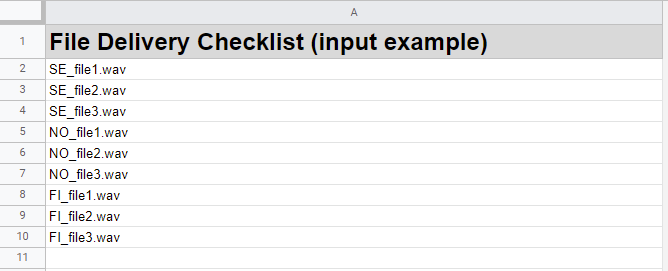 A
1 File Delivery Checklist (input example)
2 SE_file1.wav
3 SE_file2.wav
4 SE_file3.wav
5 NO_file1.wav
6 NO_file2.wav
7 NO_file3.wav
8 FI_file1.wav
9 FI_file2.wav
10 FI_file3.wav
11